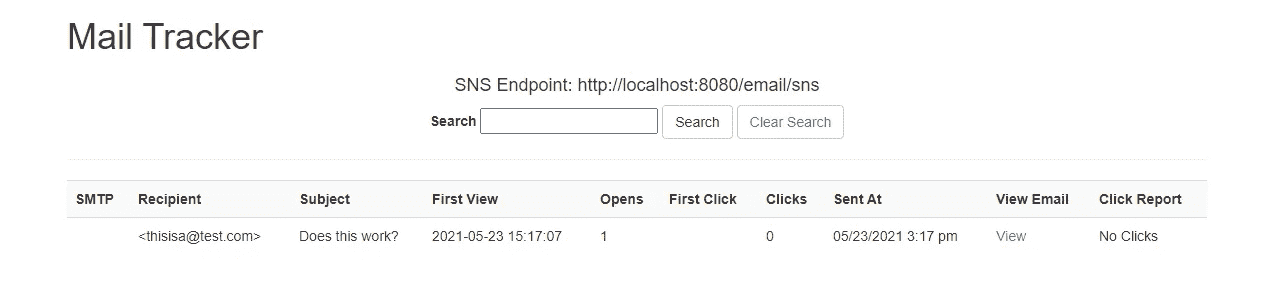 Mail Tracker
SNS Endpoint: http://localhost:8080/email/sns
Search Search Clear Search
SMTP Recipient Subject First View Opens First Click Clicks Sent At View Email Click Report
<thisisa@test.com> Does this work? 2021-05-23 15:17:07 1 0 05/23/2021 3:17 pm View No Clicks